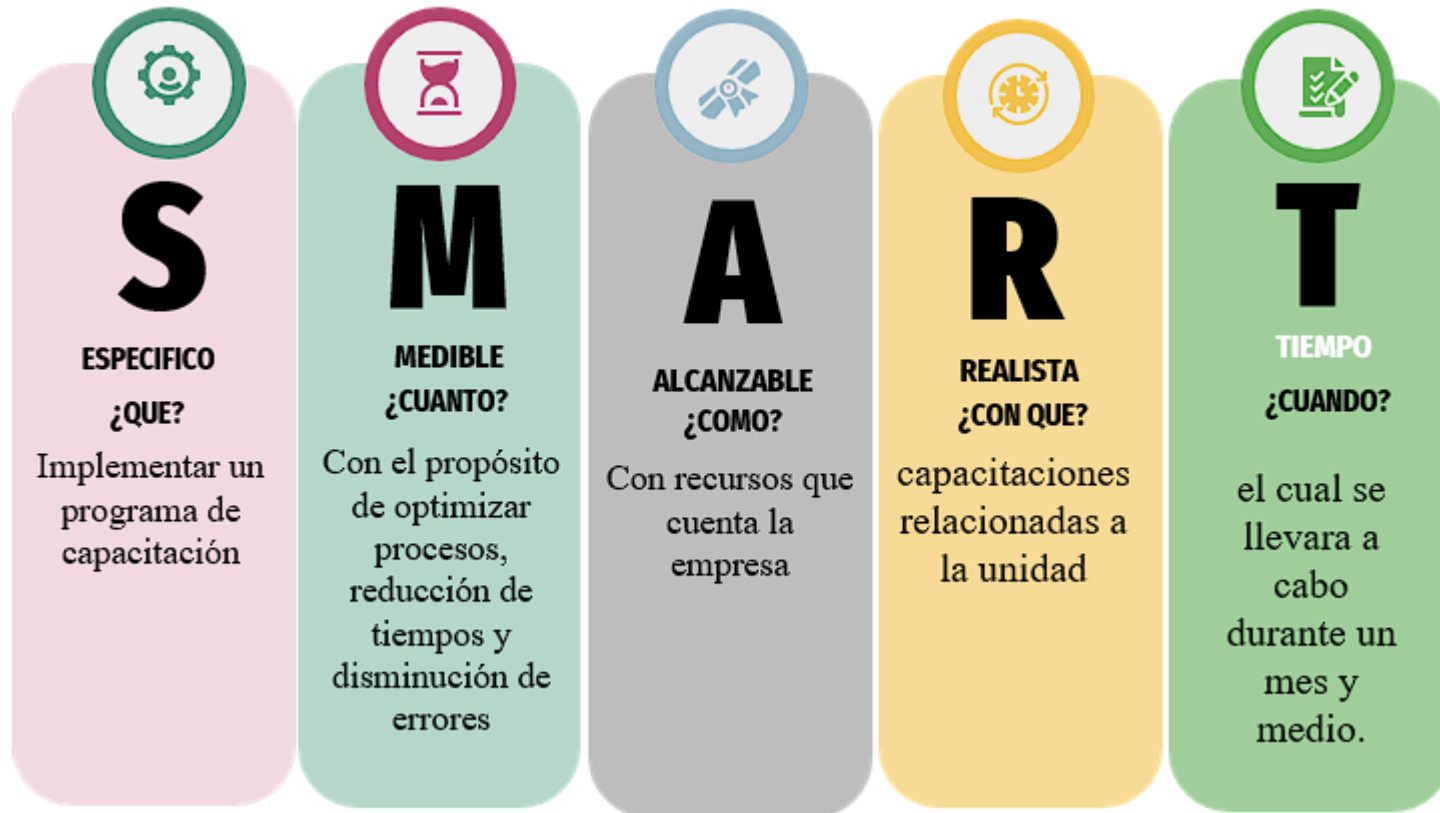 S
ESPECIFICO
¿QUE?
Implementar un
programa de
capacitación
M
MEDIBLE
¿CUANTO?
Con el propósito
de optimizar
procesos,
reducción de
tiempos y
disminución de
errores
A
ALCANZABLE
¿COMO?
Con recursos que
cuenta la
empresa
R
REALISTA
¿CON QUE?
capacitaciones
relacionadas a
la unidad
T
TIEMPO
¿CUANDO?
el cual se
llevara a
cabo
durante un
mes y
medio.